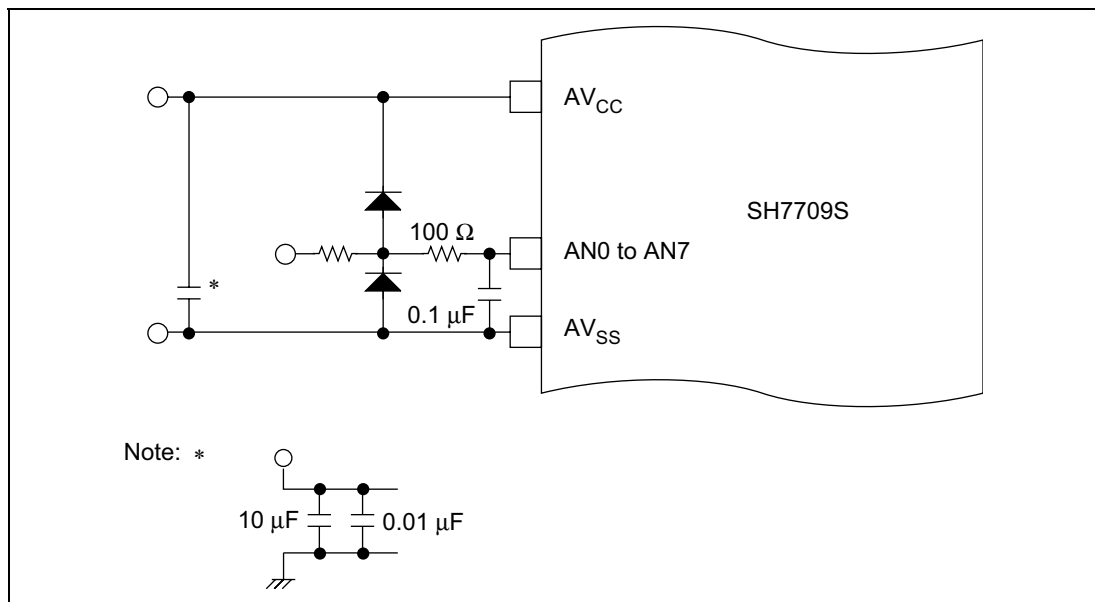 AVCC
SH7709S
100 Ω
AN0 to AN7
*
0.1 μF
AVSS
Note: *
10 μF
0.01 μF